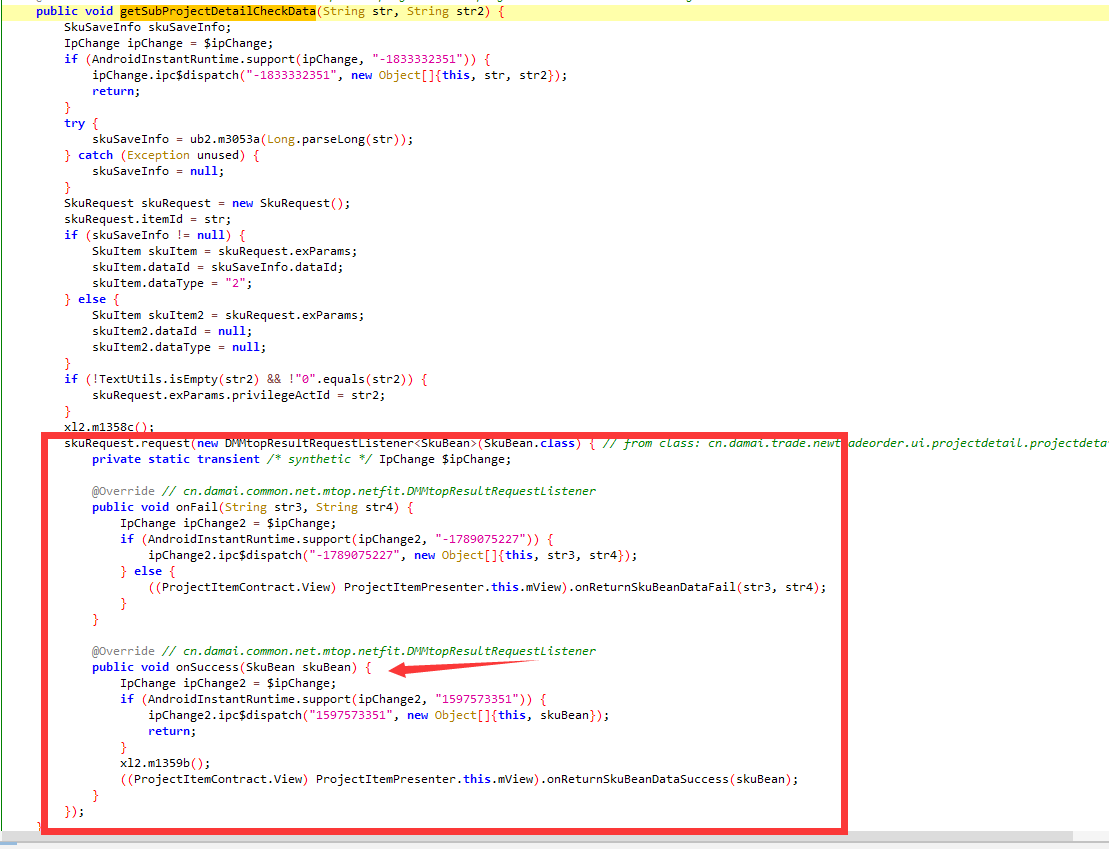 public void getSubProjectDetailCheckData(String str, String str2) {
SkuSaveInfo skuSaveInfo;
IpChange ipChange = $ipChange;
if (AndroidInstantRuntime.support(ipChange, "-1833332351")) {
ipChange.ipc$dispatch("-1833332351", new Object[]{this, str, str2});
return;
}
try {
skuSaveInfo = ub2.m3053a(Long.parseLong(str));
} catch (Exception unused) {
skuSaveInfo = null;
}
SkuRequest skuRequest = new SkuRequest();
skuRequest.itemId = str;
if (skuSaveInfo != null) {
SkuItem skuItem = skuRequest.exParams;
skuItem.dataId = skuSaveInfo.dataId;
skuItem.dataType = "2";
} else {
SkuItem skuItem2 = skuRequest.exParams;
skuItem2.dataId = null;
skuItem2.dataType = null;
}
if (!TextUtils.isEmpty(str2) && !"0".equals(str2)) {
skuRequest.exParams.privilegeActId = str2;
}
xl2.m1358c();
skuRequest.request(new DMMtopResultRequestListener<SkuBean>(SkuBean.class) { // from class: cn.damai.trade.newtradeorder.ui.projectdetail.projectdeta
private static transient /* synthetic */ IpChange $ipChange;
@Override // cn.damai.common.net.mtop.netfit.DMMtopResultRequestListener
public void onFail(String str3, String str4) {
IpChange ipChange2 = $ipChange;
if (AndroidInstantRuntime.support(ipChange2, "-1789075227")) {
ipChange2.ipc$dispatch("-1789075227", new Object[]{this, str3, str4});
} else {
((ProjectItemContract.View) ProjectItemPresenter.this.mView).onReturnSkuBeanDataFail(str3, str4);
}
}
@Override // cn.damai.common.net.mtop.netfit.DMMtopResultRequestListener
public void onSuccess(SkuBean skuBean) {
IpChange ipChange2 = $ipChange;
if (AndroidInstantRuntime.support(ipChange2, "1597573351")) {
ipChange2.ipc$dispatch("1597573351", new Object[]{this, skuBean});
return;
}
xl2.m1359b();
((ProjectItemContract.View) ProjectItemPresenter.this.mView).onReturnSkuBeanDataSuccess(skuBean);
}
});
}